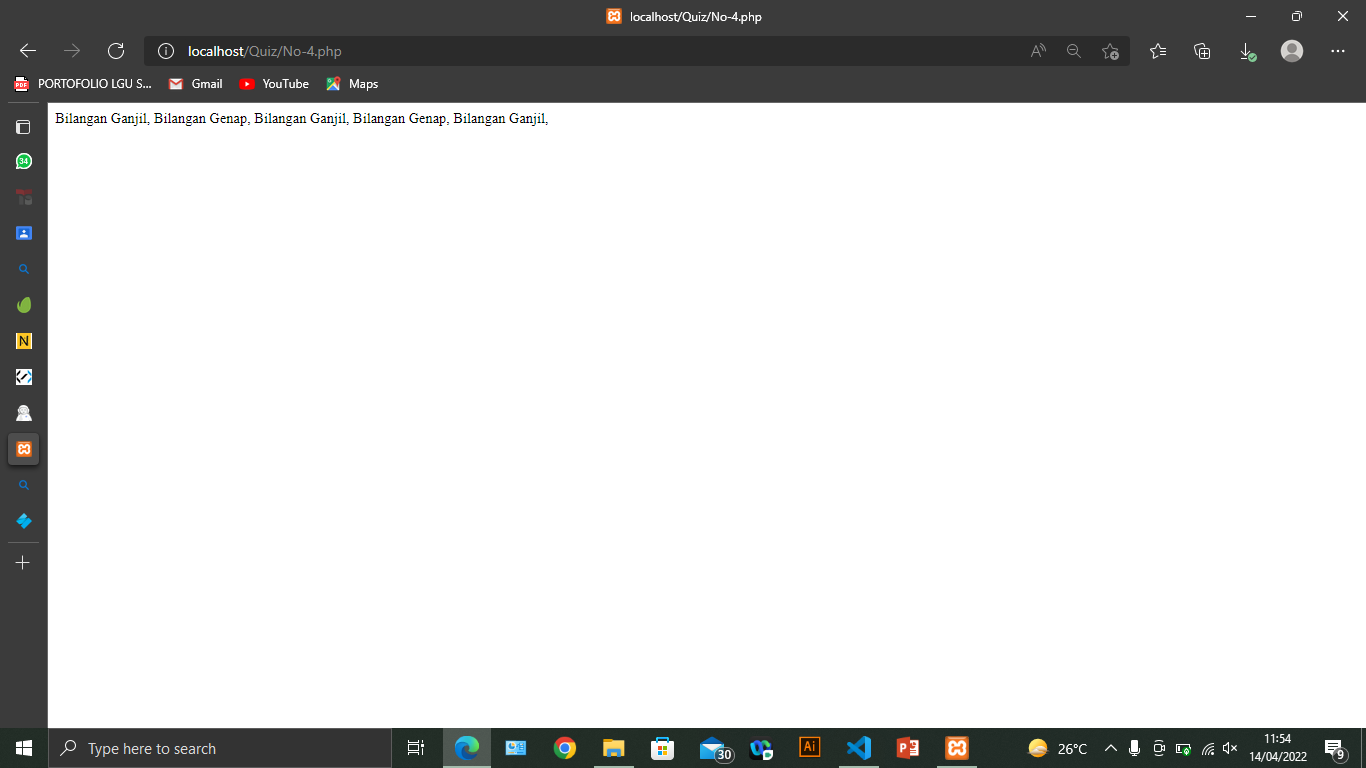 localhost/Quiz/No-4.php
localhost/Quiz/No-4.php
PORTOFOLIO LGU S... Gmail YouTube Maps
Bilangan Ganjil, Bilangan Genap, Bilangan Ganjil, Bilangan Genap, Bilangan Ganjil,
34
N
Type here to search
30
Ai
26°C
11:54
14/04/2022
9